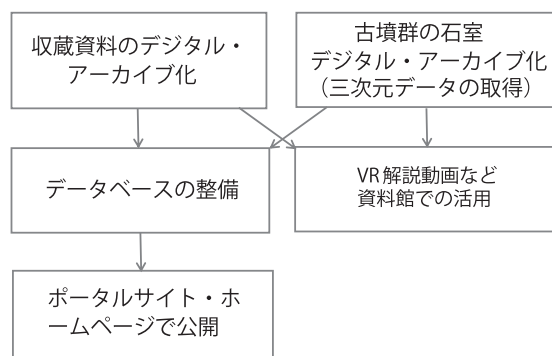 収蔵資料のデジタル・
アーカイブ化
古墳群の石室
デジタル・アーカイブ化
（三次元データの取得）
データベースの整備
VR解説動画など
資料館での活用
ポータルサイト・ホ
ームページで公開